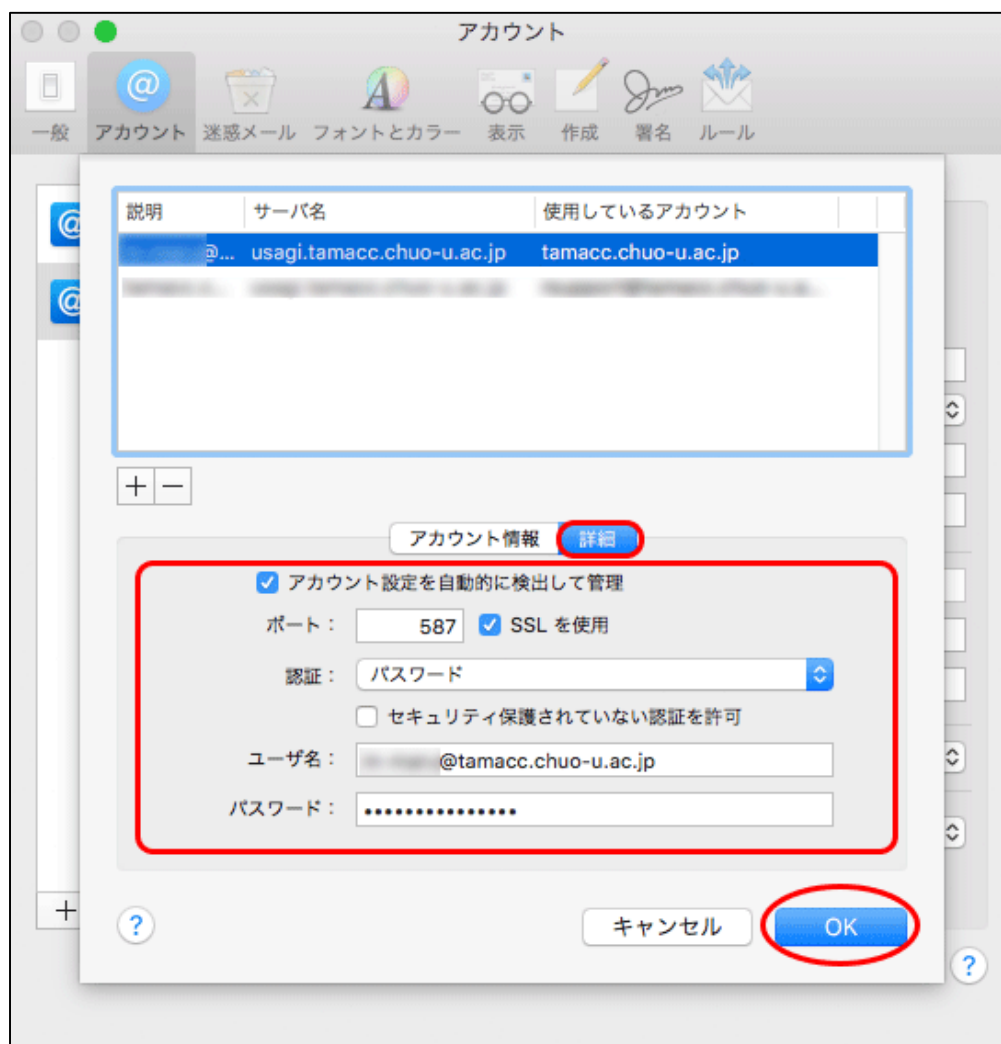 アカウント
一般 アカウント 迷惑メール フォントとカラー 表示 作成 署名 ルール
説明 サーバ名 使用しているアカウント
@... usagi.tamacc.chuo-u.ac.jp tamacc.chuo-u.ac.jp
アカウント情報 詳細
アカウント設定を自動的に検出して管理
ポート： 587 SSL を使用
認証： パスワード
セキュリティ保護されていない認証を許可
ユーザ名： @tamacc.chuo-u.ac.jp
パスワード： •••••••••••••••
? キャンセル OK
?